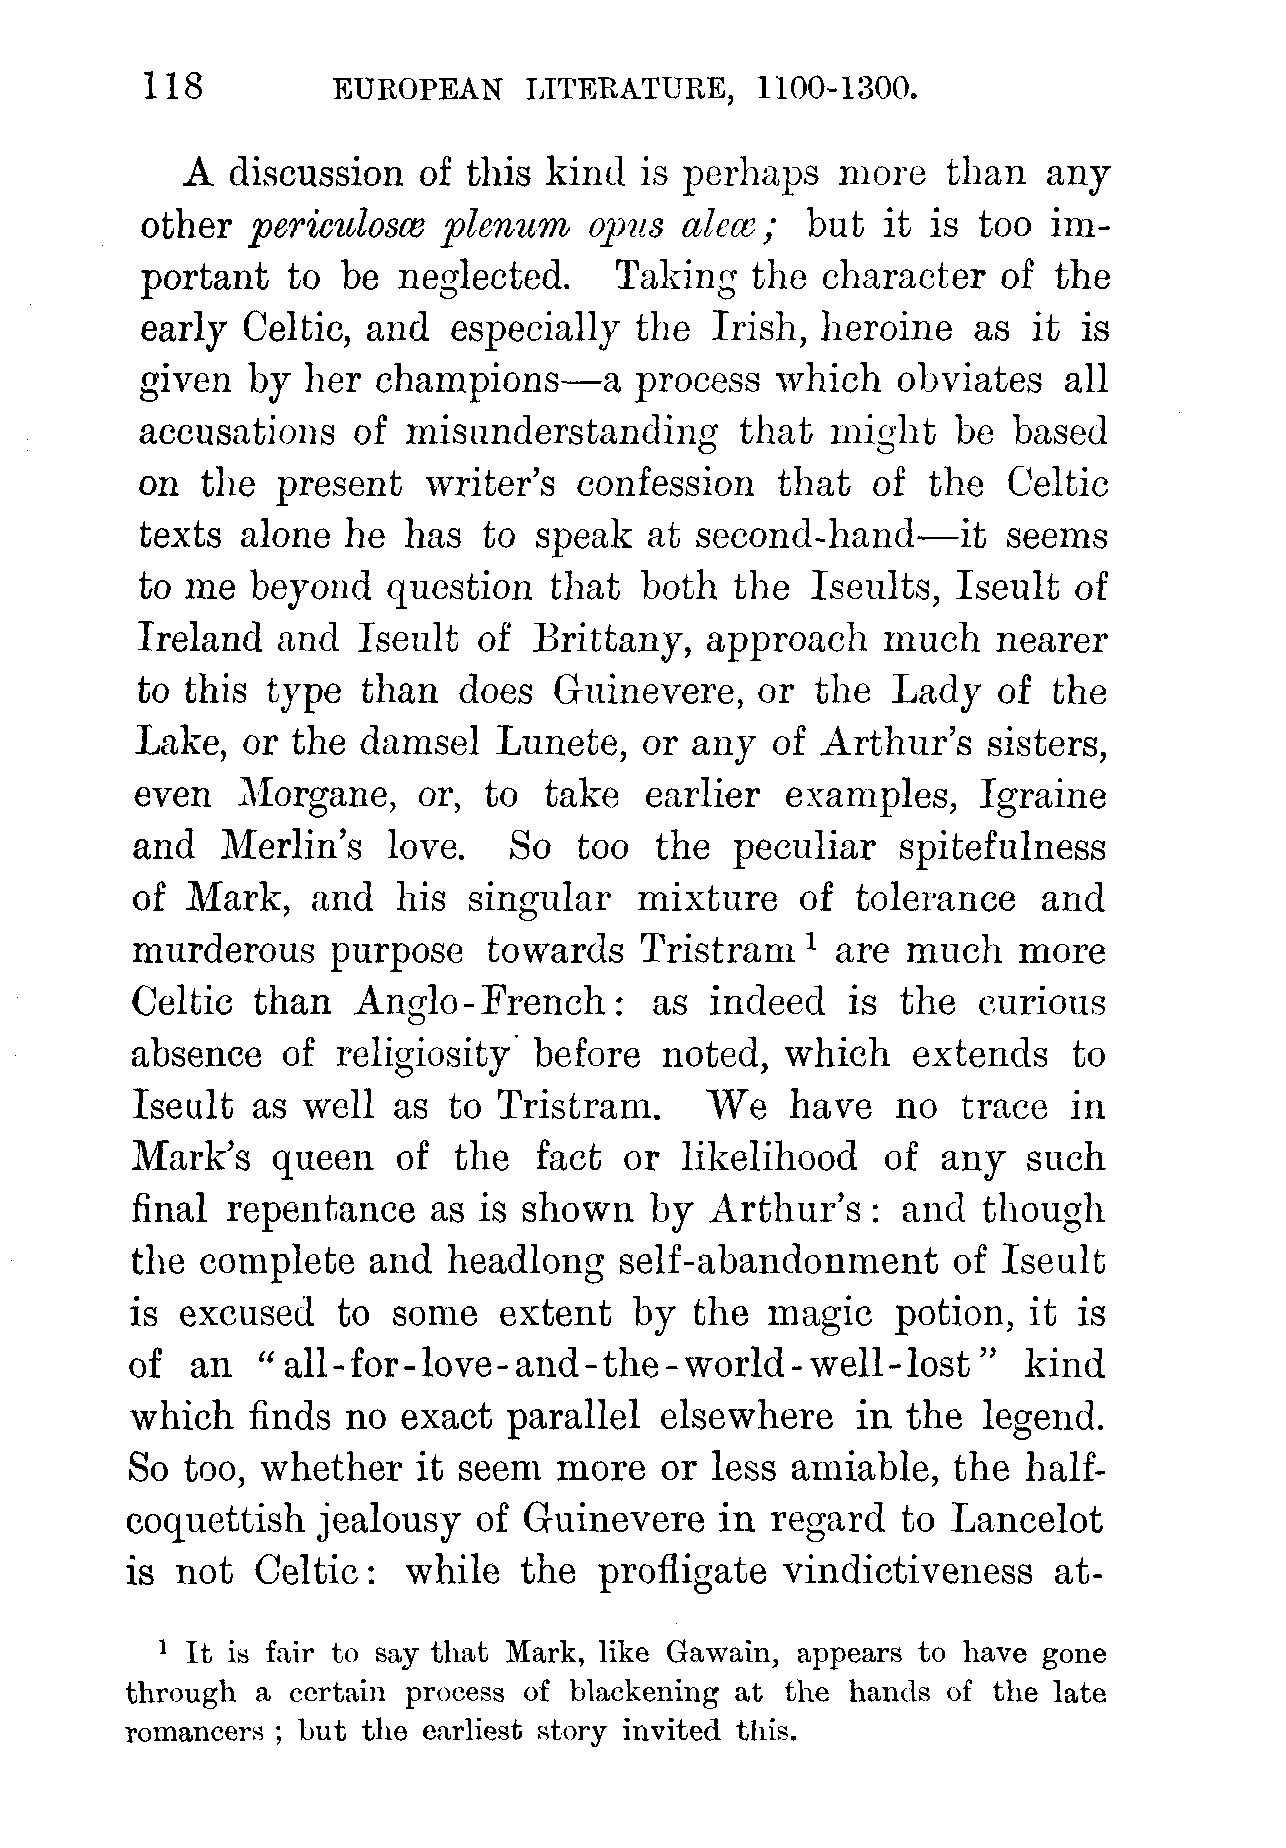 118 EUROPEAN LITERATURE, 1100-1300.
A discussion of this kind is perhaps more than any
other periculosæ plenum opus aleæ; but it is too im-
portant to be neglected. Taking the character of the
early Celtic, and especially the Irish, heroine as it is
given by her champions—a process which obviates all
accusations of misunderstanding that might be based
on the present writer's confession that of the Celtic
texts alone he has to speak at second-hand—it seems
to me beyond question that both the Iseults, Iseult of
Ireland and Iseult of Brittany, approach much nearer
to this type than does Guinevere, or the Lady of the
Lake, or the damsel Lunete, or any of Arthur's sisters,
even Morgane, or, to take earlier examples, Igraine
and Merlin's love. So too the peculiar spitefulness
of Mark, and his singular mixture of tolerance and
murderous purpose towards Tristram ¹ are much more
Celtic than Anglo-French: as indeed is the curious
absence of religiosity before noted, which extends to
Iseult as well as to Tristram. We have no trace in
Mark's queen of the fact or likelihood of any such
final repentance as is shown by Arthur's: and though
the complete and headlong self-abandonment of Iseult
is excused to some extent by the magic potion, it is
of an "all-for-love-and-the-world-well-lost" kind
which finds no exact parallel elsewhere in the legend.
So too, whether it seem more or less amiable, the half-
coquettish jealousy of Guinevere in regard to Lancelot
is not Celtic: while the profligate vindictiveness at-
¹ It is fair to say that Mark, like Gawain, appears to have gone
through a certain process of blackening at the hands of the late
romancers; but the earliest story invited this.